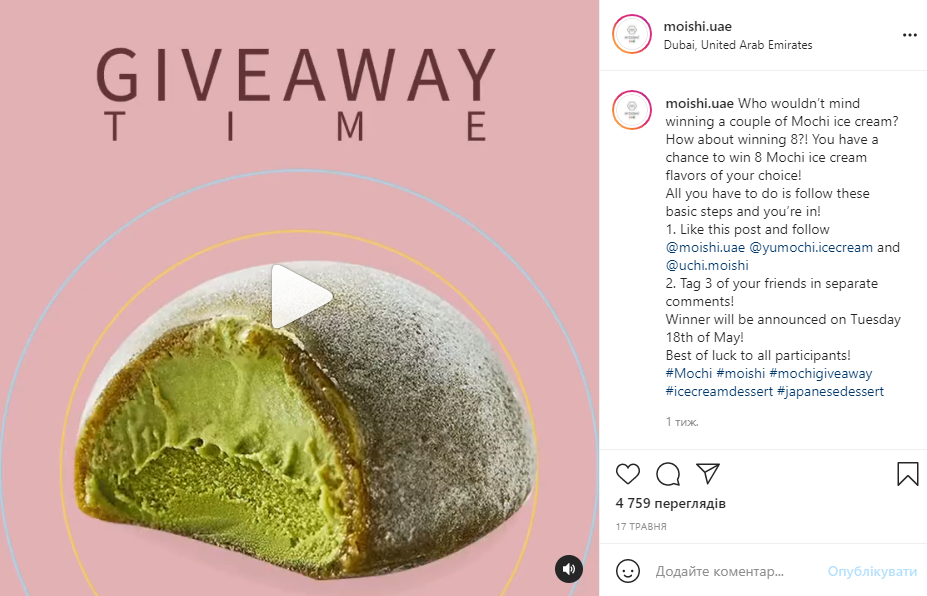 GIVEAWAY
TIME
moishi.uae
Dubai, United Arab Emirates
moishi.uae Who wouldn’t mind
winning a couple of Mochi ice cream?
How about winning 8?! You have a
chance to win 8 Mochi ice cream
flavors of your choice!
All you have to do is follow these
basic steps and you’re in!
1. Like this post and follow
@moishi.uae @yumochi.icecream and
@uchi.moishi
2. Tag 3 of your friends in separate
comments!
Winner will be announced on Tuesday
18th of May!
Best of luck to all participants!
#Mochi #moishi #mochigiveaway
#icecreamdessert #japanesedessert
1 тиж.
4 759 переглядів
17 ТРАВНЯ
Додайте коментар...
Опублікувати